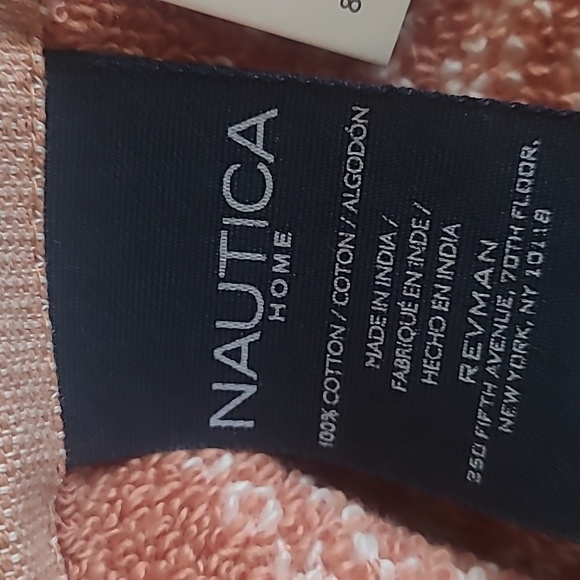 8
NAUTICA
HOME
100% COTTON / COTON / ALGODÓN
MADE IN INDIA /
FABRIQUÉ EN INDE /
HECHO EN INDIA
REVMAN
350 FIFTH AVENUE, 70TH FLOOR,
NEW YORK, NY 10118